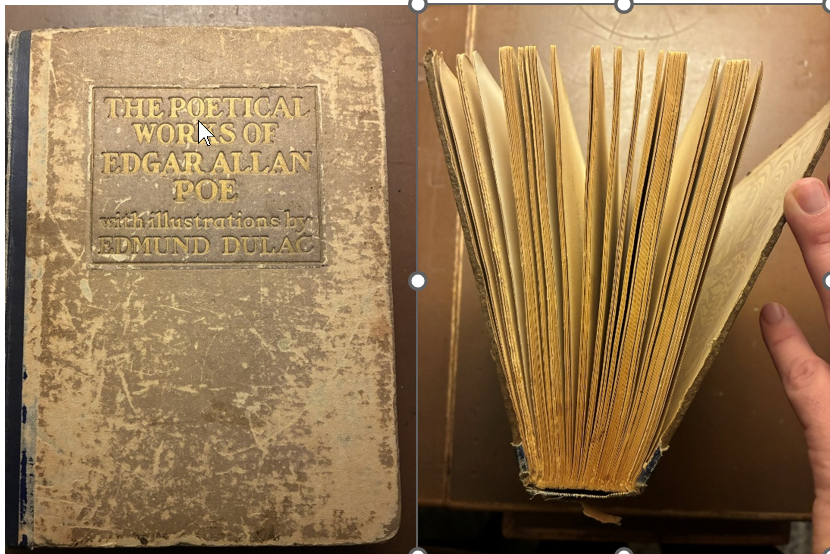 THE POETICAL
WORKS OF
EDGAR ALLAN
POE
with illustrations by
EDMUND DULAC